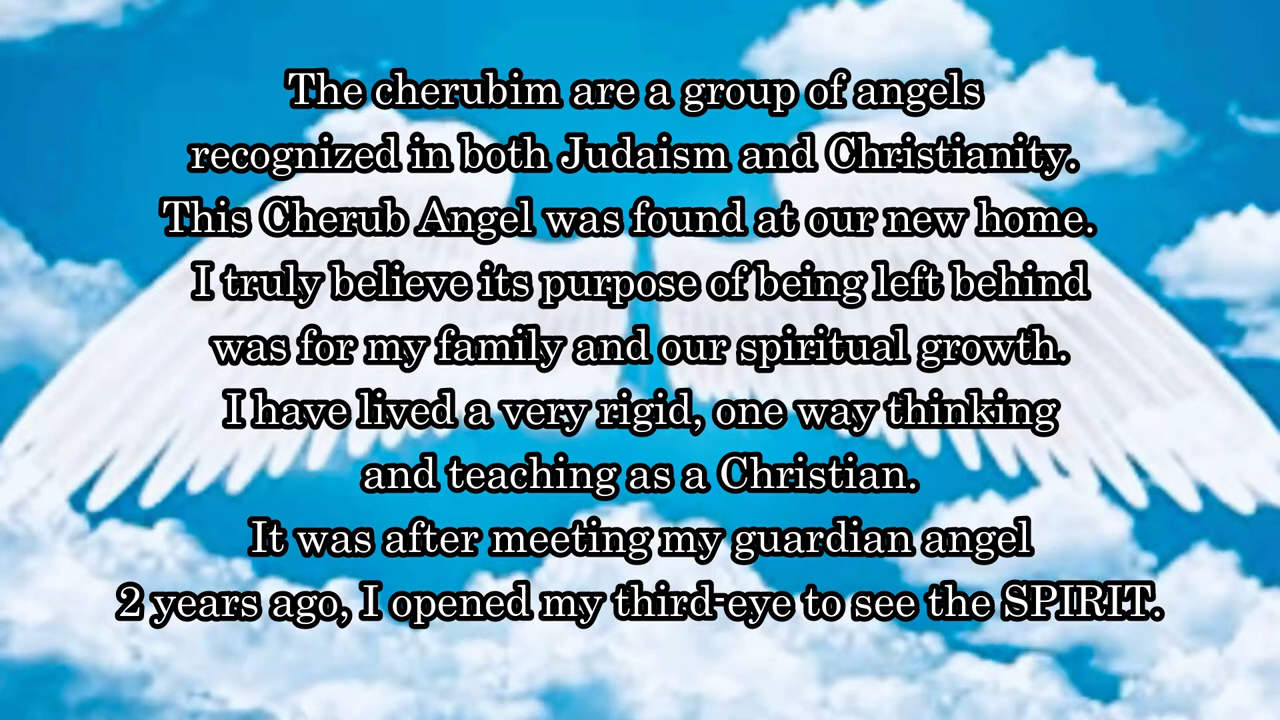 The cherubim are a group of angels
recognized in both Judaism and Christianity.
This Cherub Angel was found at our new home.
I truly believe its purpose of being left behind
was for my family and our spiritual growth.
I have lived a very rigid, one way thinking
and teaching as a Christian.
It was after meeting my guardian angel
2 years ago, I opened my third-eye to see the SPIRIT.